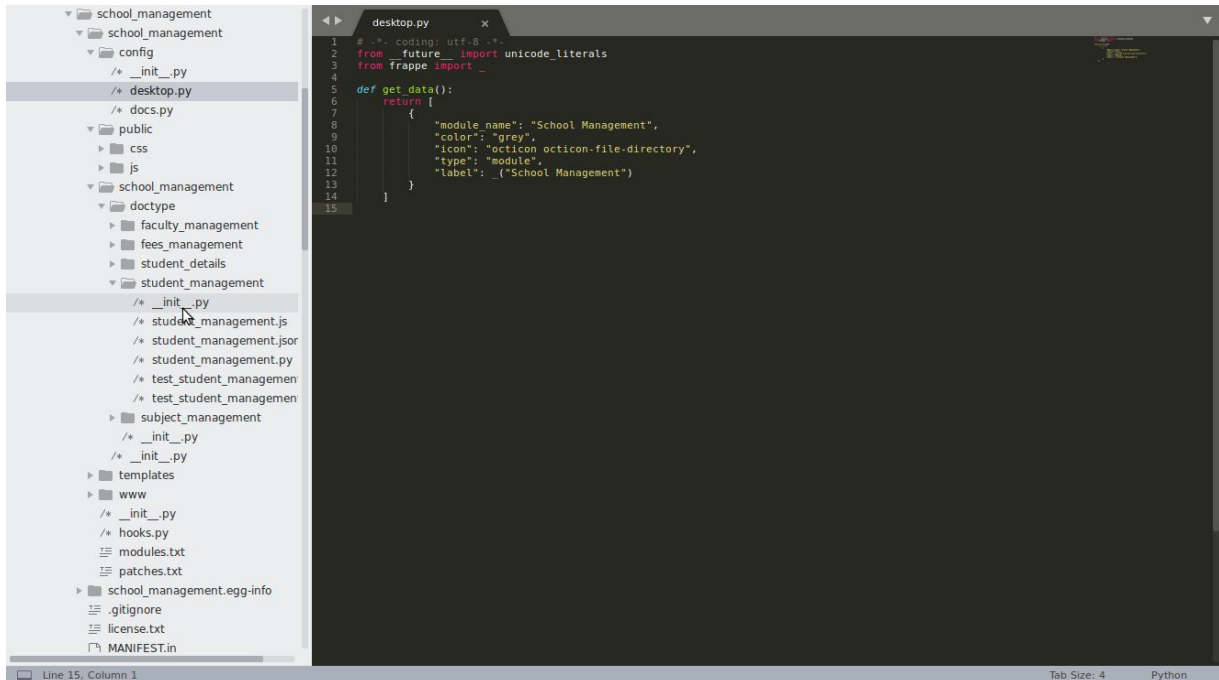 school_management
school_management
config
/* __init__.py
/* desktop.py
/* docs.py
public
css
js
school_management
doctype
faculty_management
fees_management
student_details
student_management
/* __init__.py
/* student_management.js
/* student_management.jsor
/* student_management.py
/* test_student_managemen
/* test_student_managemen
subject_management
/* __init__.py
/* __init__.py
templates
www
/* __init__.py
/* hooks.py
modules.txt
patches.txt
school_management.egg-info
.gitignore
license.txt
MANIFEST.in
desktop.py ×
1 # -*- coding: utf-8 -*-
2 from __future__ import unicode_literals
3 from frappe import _
4
5 def get_data():
6     return [
7         {
8             "module_name": "School Management",
9             "color": "grey",
10             "icon": "octicon octicon-file-directory",
11             "type": "module",
12             "label": _("School Management")
13         }
14     ]
15
Line 15, Column 1
Tab Size: 4 Python